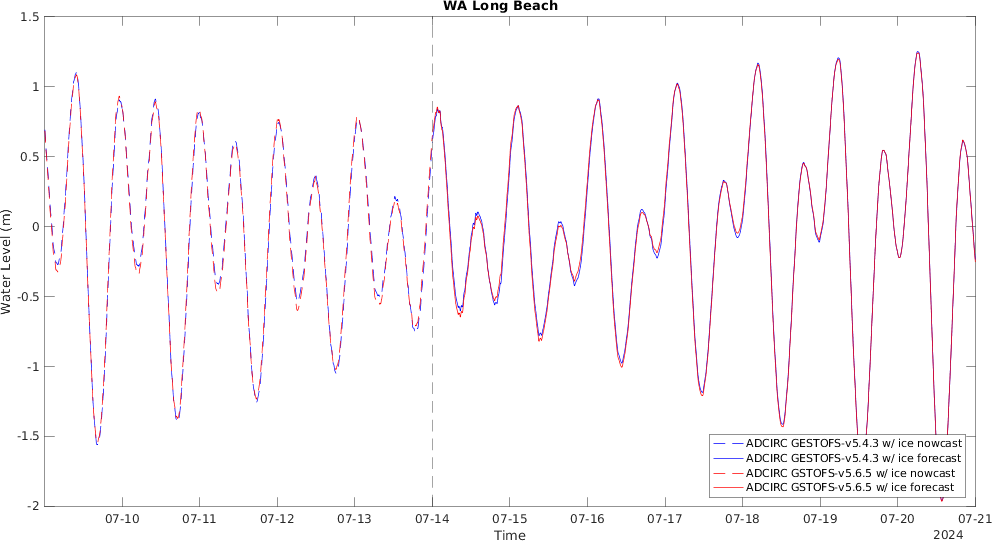 WA Long Beach
1.5
1
0.5
0
-0.5
-1
-1.5
-2
Water Level (m)
07-10 07-11 07-12 07-13 07-14 07-15 07-16 07-17 07-18 07-19 07-20 07-21
Time
2024
ADCIRC GESTOFS-v5.4.3 w/ ice nowcast
ADCIRC GESTOFS-v5.4.3 w/ ice forecast
ADCIRC GSTOFS-v5.6.5 w/ ice nowcast
ADCIRC GSTOFS-v5.6.5 w/ ice forecast